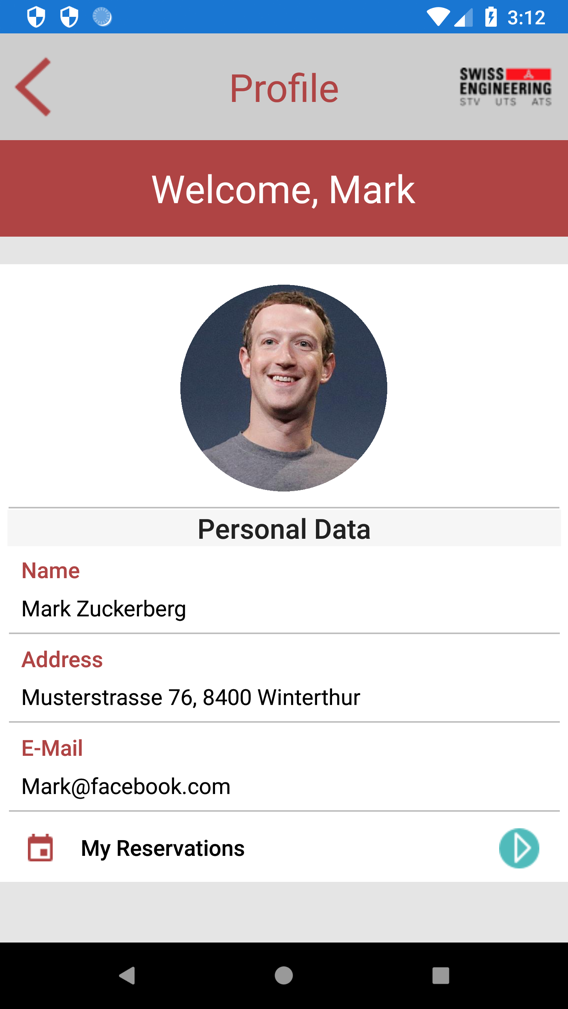 3:12
Profile
SWISS
ENGINEERING
STV UTS ATS
Welcome, Mark
Personal Data
Name
Mark Zuckerberg
Address
Musterstrasse 76, 8400 Winterthur
E-Mail
Mark@facebook.com
My Reservations